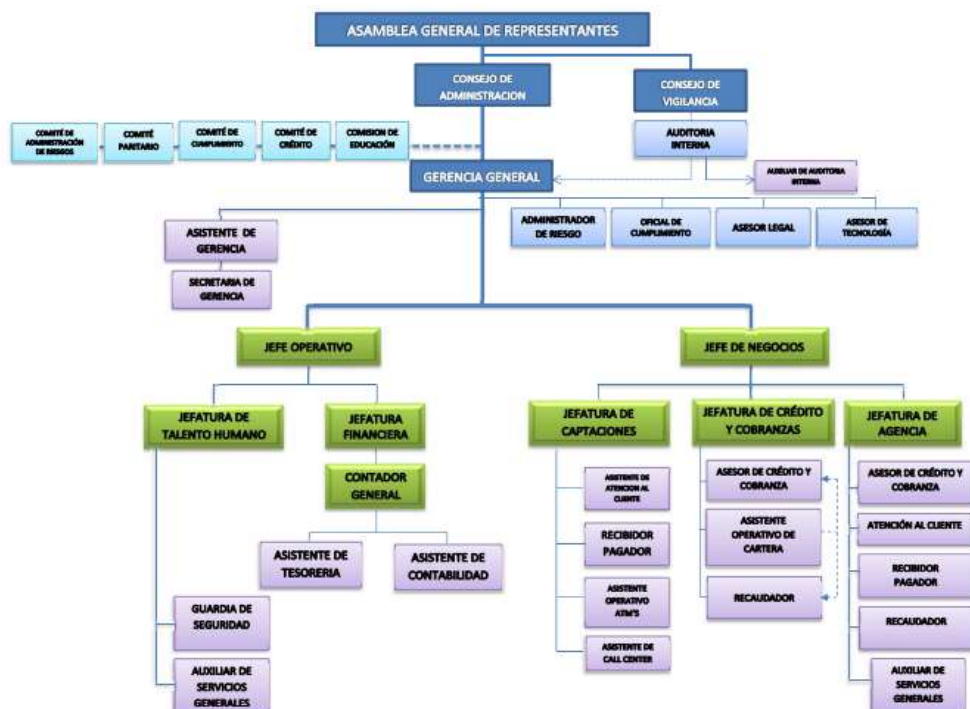 ASAMBLEA GENERAL DE REPRESENTANTES
CONSEJO DE
ADMINISTRACION
CONSEJO DE
VIGILANCIA
COMITÉ DE
ADMINISTRACIÓN
DE RIESGOS
COMITÉ
PARITARIO
COMITÉ DE
CUMPLIMIENTO
COMITÉ DE
CRÉDITO
COMISION DE
EDUCACIÓN
AUDITORIA
INTERNA
GERENCIA GENERAL
AUXILIAR DE AUDITORIA
INTERNA
ASISTENTE DE
GERENCIA
ADMINISTRADOR
DE RIESGO
OFICIAL DE
CUMPLIMIENTO
ASESOR LEGAL
ASESOR DE
TECNOLOGÍA
SECRETARIA DE
GERENCIA
JEFE OPERATIVO
JEFE DE NEGOCIOS
JEFATURA DE
TALENTO HUMANO
JEFATURA
FINANCIERA
JEFATURA DE
CAPTACIONES
JEFATURA DE CRÉDITO
Y COBRANZAS
JEFATURA DE
AGENCIA
CONTADOR
GENERAL
ASISTENTE DE
TESORERIA
ASISTENTE DE
CONTABILIDAD
GUARDIA DE
SEGURIDAD
AUXILIAR DE
SERVICIOS
GENERALES
ASISTENTE DE
ATENCION AL
CLIENTE
RECIBIDOR
PAGADOR
ASISTENTE
OPERATIVO
ATM'S
ASISTENTE DE
CALL CENTER
ASESOR DE CRÉDITO Y
COBRANZA
ASISTENTE
OPERATIVO DE
CARTERA
RECAUDADOR
ASESOR DE CRÉDITO Y
COBRANZA
ATENCIÓN AL CLIENTE
RECIBIDOR
PAGADOR
RECAUDADOR
AUXILIAR DE
SERVICIOS
GENERALES